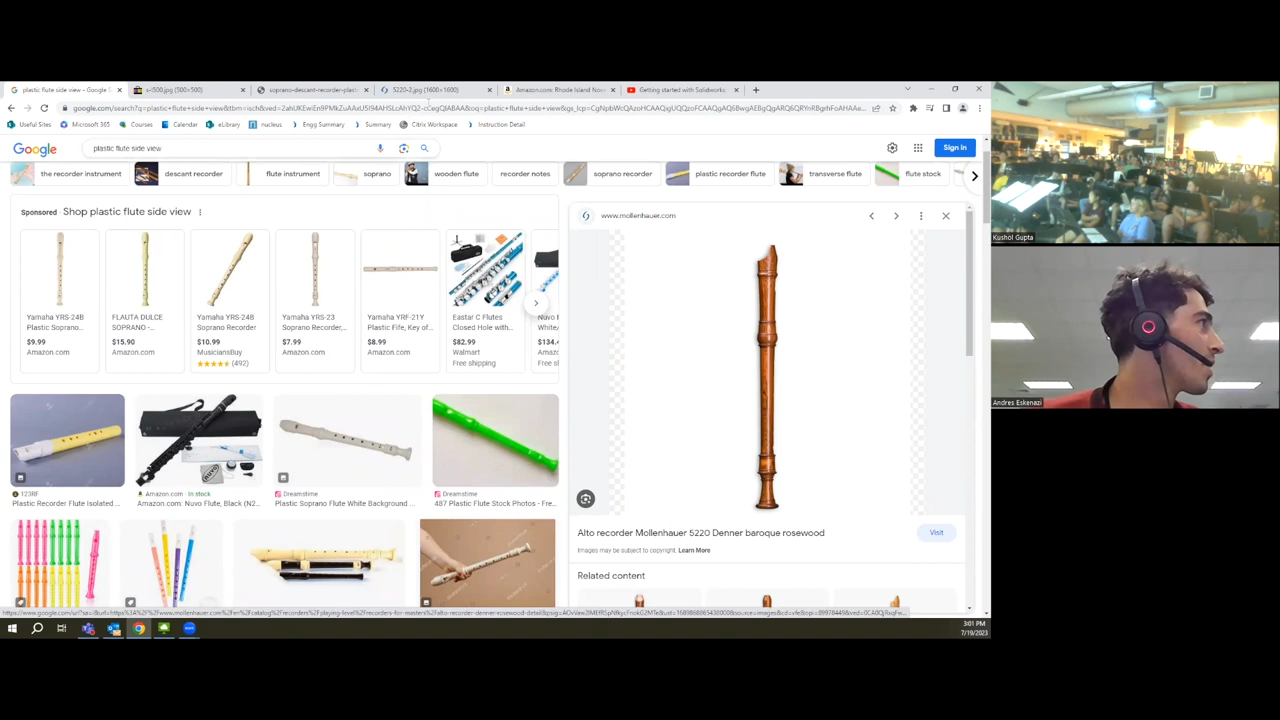 plastic flute side view - Google S
s-l500.jpg (500×500)
soprano-descant-recorder-plast
5220-2.jpg (1600×1600)
Amazon.com: Rhode Island Nov
Getting started with Solidworks
Useful Sites
Microsoft 365
Courses
Calendar
eLibrary
nucleus
Engg Summary
Summary
Citrix Workspace
Instruction Detail
Google
plastic flute side view
Sign in
the recorder instrument
descant recorder
flute instrument
soprano
wooden flute
recorder notes
soprano recorder
plastic recorder flute
transverse flute
flute stock
Sponsored · Shop plastic flute side view
Yamaha YRS-24B
Plastic Soprano...
$9.99
Amazon.com
FLAUTA DULCE
SOPRANO -...
$15.90
Amazon.com
Yamaha YRS-24B
Soprano Recorder
$10.99
MusiciansBuy
(492)
Yamaha YRS-23
Soprano Recorder,...
$7.99
Amazon.com
Yamaha YRF-21Y
Plastic Fife, Key of...
$8.99
Amazon.com
Eastar C Flutes
Closed Hole with...
$82.99
Walmart
Free shipping
Nuvo
White/
$134.
Amazon.
Free shi
123RF
Plastic Recorder Flute Isolated ...
Amazon.com · In stock
Amazon.com: Nuvo Flute, Black (N2...
Dreamstime
Plastic Soprano Flute White Background ...
Dreamstime
487 Plastic Flute Stock Photos - Fre...
www.mollenhauer.com
Alto recorder Mollenhauer 5220 Denner baroque rosewood
Visit
Images may be subject to copyright. Learn More
Related content
3:01 PM
7/19/2023
Kushol Gupta
Andres Eskenazi